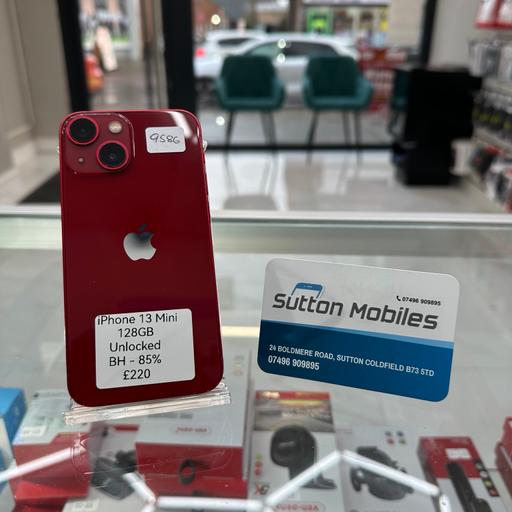 9586
iPhone 13 Mini
128GB
Unlocked
BH - 85%
£220
07496 909895
Sutton Mobiles
24 BOLDMERE ROAD, SUTTON COLDFIELD B73 5TD
07496 909895